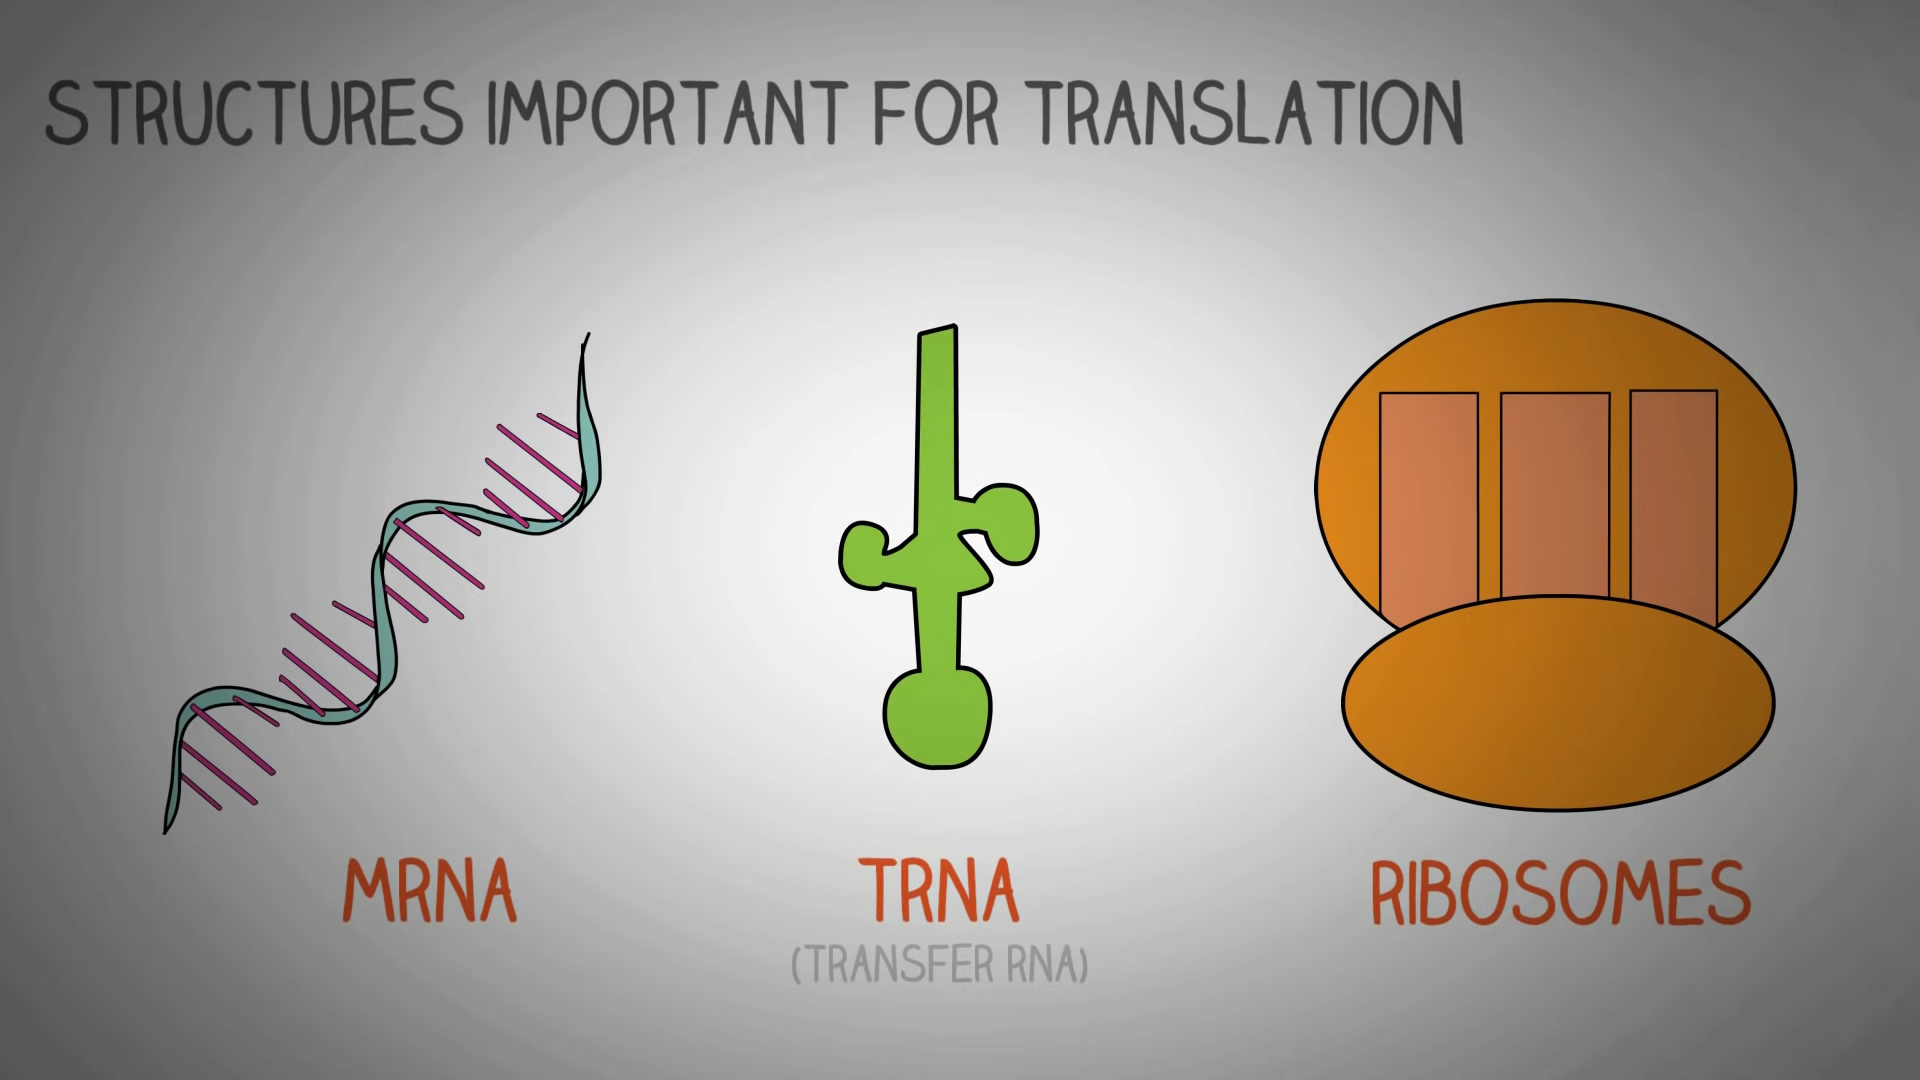 STRUCTURES IMPORTANT FOR TRANSLATION
MRNA
TRNA
(TRANSFER RNA)
RIBOSOMES